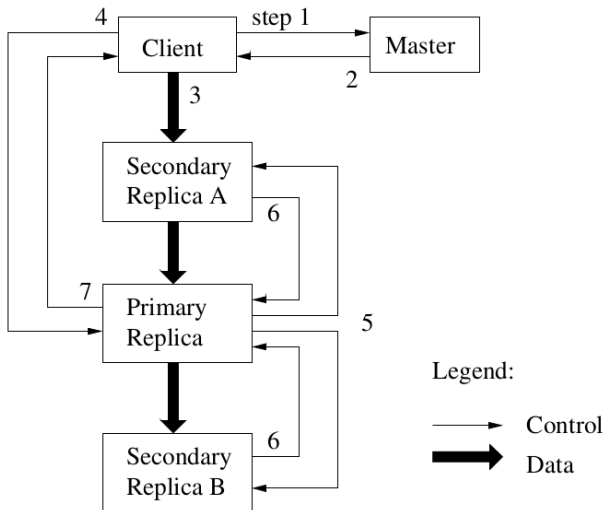 4
step 1
Client
Master
2
3
Secondary
Replica A
6
7
Primary
Replica
5
Legend:
6
Control
Secondary
Replica B
Data